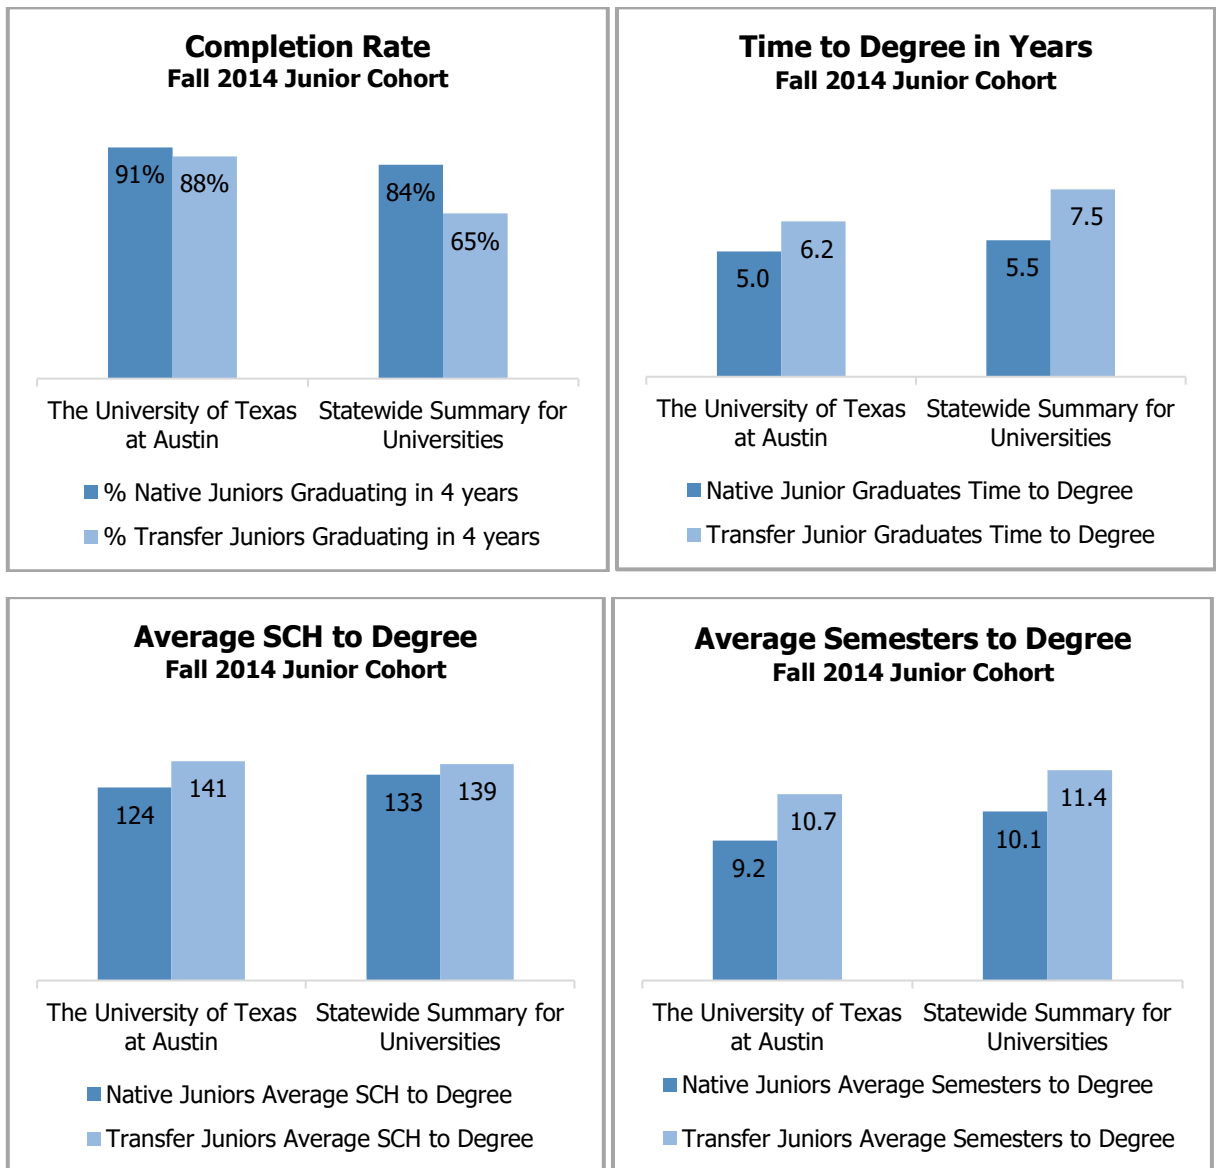 Completion Rate
Fall 2014 Junior Cohort
91%
88%
84%
65%
The University of Texas
at Austin
Statewide Summary for
Universities
% Native Juniors Graduating in 4 years
% Transfer Juniors Graduating in 4 years
Time to Degree in Years
Fall 2014 Junior Cohort
5.0
6.2
5.5
7.5
The University of Texas
at Austin
Statewide Summary for
Universities
Native Junior Graduates Time to Degree
Transfer Junior Graduates Time to Degree
Average SCH to Degree
Fall 2014 Junior Cohort
124
141
133
139
The University of Texas
at Austin
Statewide Summary for
Universities
Native Juniors Average SCH to Degree
Transfer Juniors Average SCH to Degree
Average Semesters to Degree
Fall 2014 Junior Cohort
9.2
10.7
10.1
11.4
The University of Texas
at Austin
Statewide Summary for
Universities
Native Juniors Average Semesters to Degree
Transfer Juniors Average Semesters to Degree